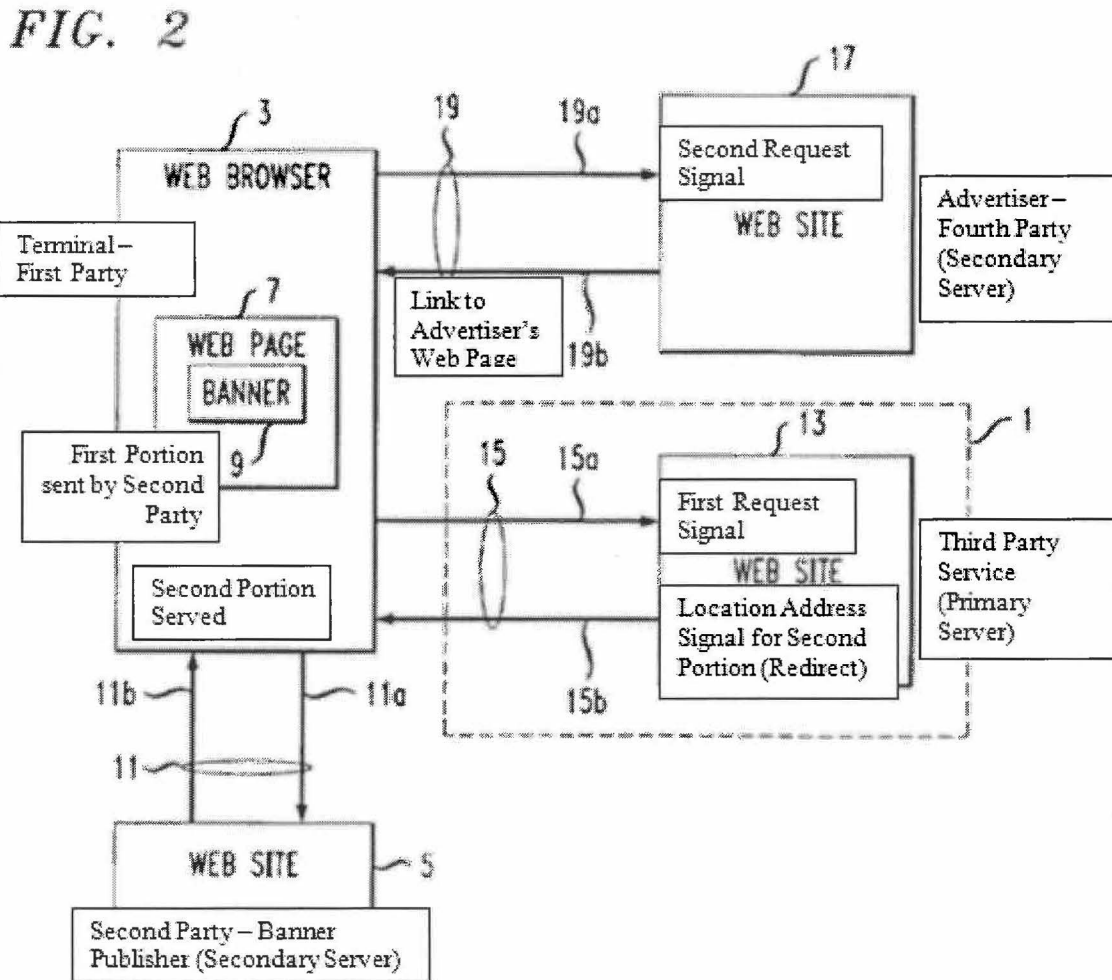 FIG. 2
17
3
19
19a
WEB BROWSER
Second Request
Signal
WEB SITE
Advertiser –
Fourth Party
(Secondary
Server)
Terminal –
First Party
7
WEB PAGE
BANNER
9
Link to
Advertiser's
Web Page
19b
First Portion
sent by Second
Party
13
1
15
15a
First Request
Signal
WEB SITE
Third Party
Service
(Primary
Server)
Second Portion
Served
Location Address
Signal for Second
Portion (Redirect)
15b
11b
11a
11
WEB SITE
5
Second Party – Banner
Publisher (Secondary Server)